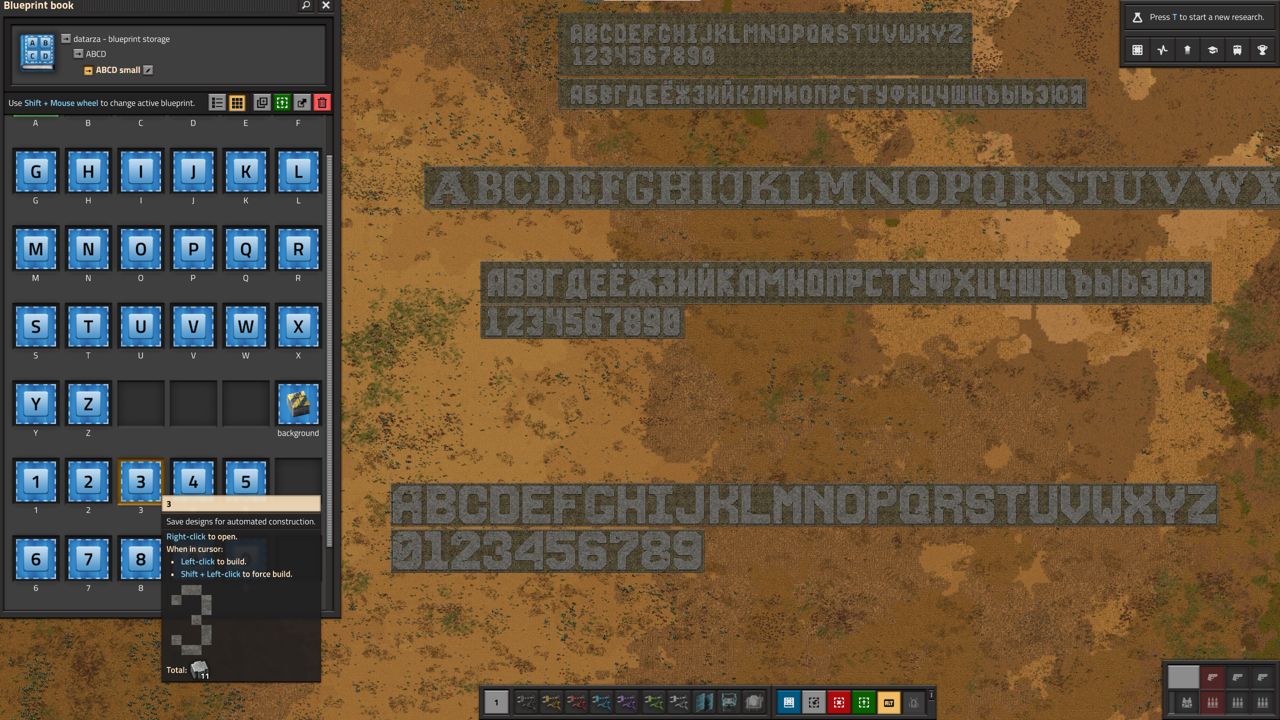 Blueprint book
datarza - blueprint storage
ABCD
ABCD small
Use Shift + Mouse wheel to change active blueprint.
A B C D E F
G H I J K L
G H I J K L
M N O P Q R
M N O P Q R
S T U V W X
S T U V W X
Y Z
Y Z background
1 2 3 4 5
1 2 3
3
Save designs for automated construction.
Right-click to open.
When in cursor:
• Left-click to build.
• Shift + Left-click to force build.
6 7 8
6 7 8
3
Total: 11
ABCDEFGHIJKLMNOPQRSTUVWXYZ
1234567890
АБВГДЕЁЖЗИЙКЛМНОПРСТУФХЦЧШЩЪЫЬЭЮЯ
ABCDEFGHIJKLMNOPQRSTUVWX
АБВГДЕЁЖЗИЙКЛМНОПРСТУФХЦЧШЩЪЫЬЭЮЯ
1234567890
ABCDEFGHIJKLMNOPQRSTUVWXYZ
0123456789
Press T to start a new research.
1
ALT